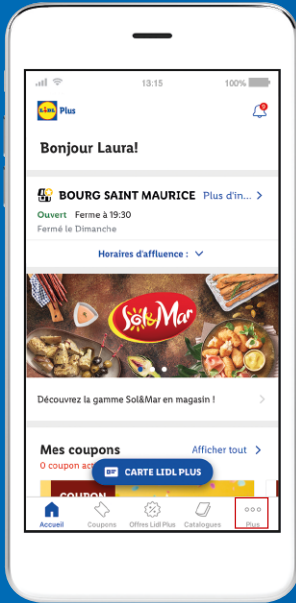 13:15
100%
LIDL Plus
Bonjour Laura!
BOURG SAINT MAURICE Plus d'in... >
Ouvert Ferme à 19:30
Fermé le Dimanche
Horaires d'affluence :
Sol&Mar
Découvrez la gamme Sol&Mar en magasin ! >
Mes coupons Afficher tout >
0 coupon act
CARTE LIDL PLUS
COUPON
Accueil Coupons Offres Lidl Plus Catalogues Plus